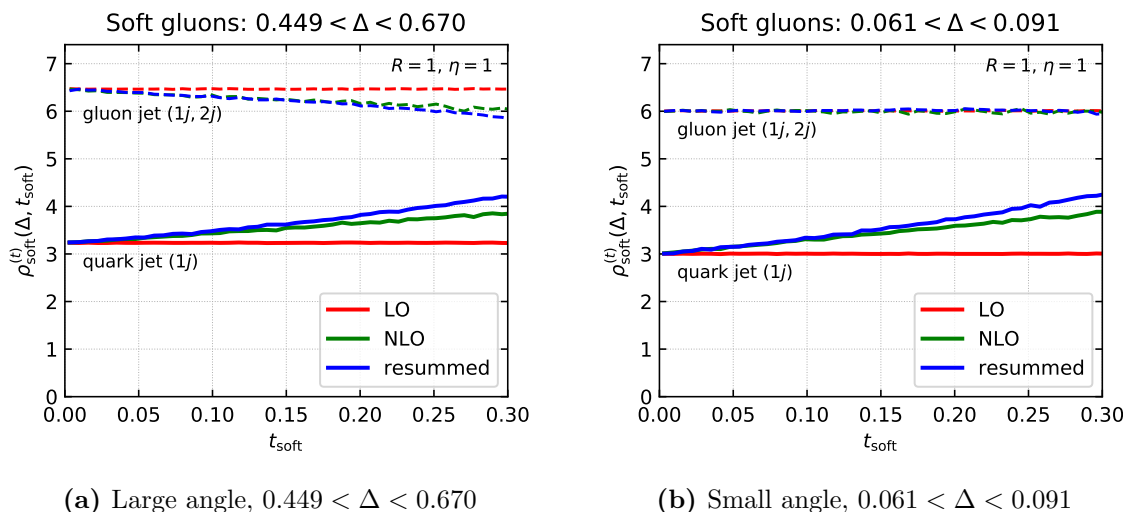 Soft gluons: 0.449 < Δ < 0.670
R = 1, η = 1
gluon jet (1j, 2j)
quark jet (1j)
LO
NLO
resummed
7
6
5
4
3
2
1
0
0.00 0.05 0.10 0.15 0.20 0.25 0.30
ρ_soft^(t)(Δ, t_soft)
t_soft
(a) Large angle, 0.449 < Δ < 0.670
Soft gluons: 0.061 < Δ < 0.091
R = 1, η = 1
gluon jet (1j, 2j)
quark jet (1j)
LO
NLO
resummed
7
6
5
4
3
2
1
0
0.00 0.05 0.10 0.15 0.20 0.25 0.30
ρ_soft^(t)(Δ, t_soft)
t_soft
(b) Small angle, 0.061 < Δ < 0.091